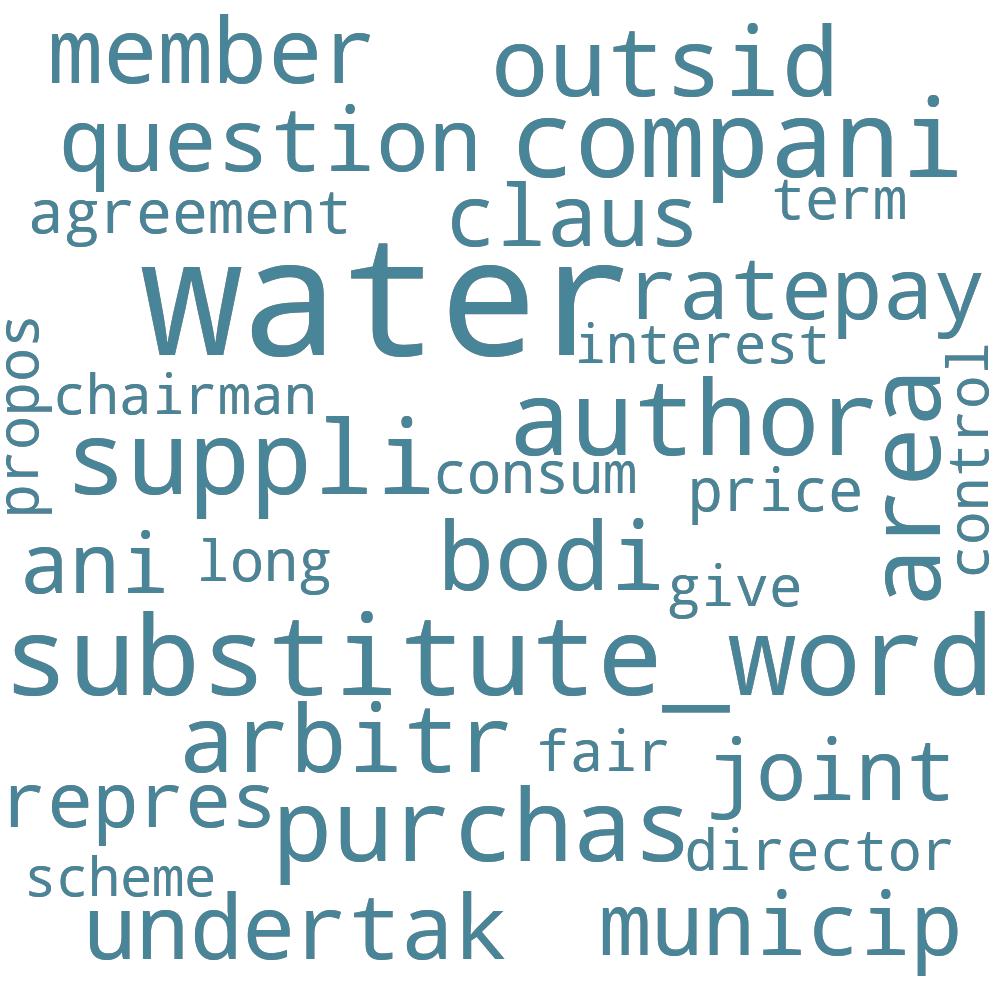 member outsid
question compani
agreement claus term
water ratepay
interest
propos chairman author area control
suppli consum price
ani long bodi give
substitute_word
arbitr fair joint
repres purchas director
scheme
undertak municip